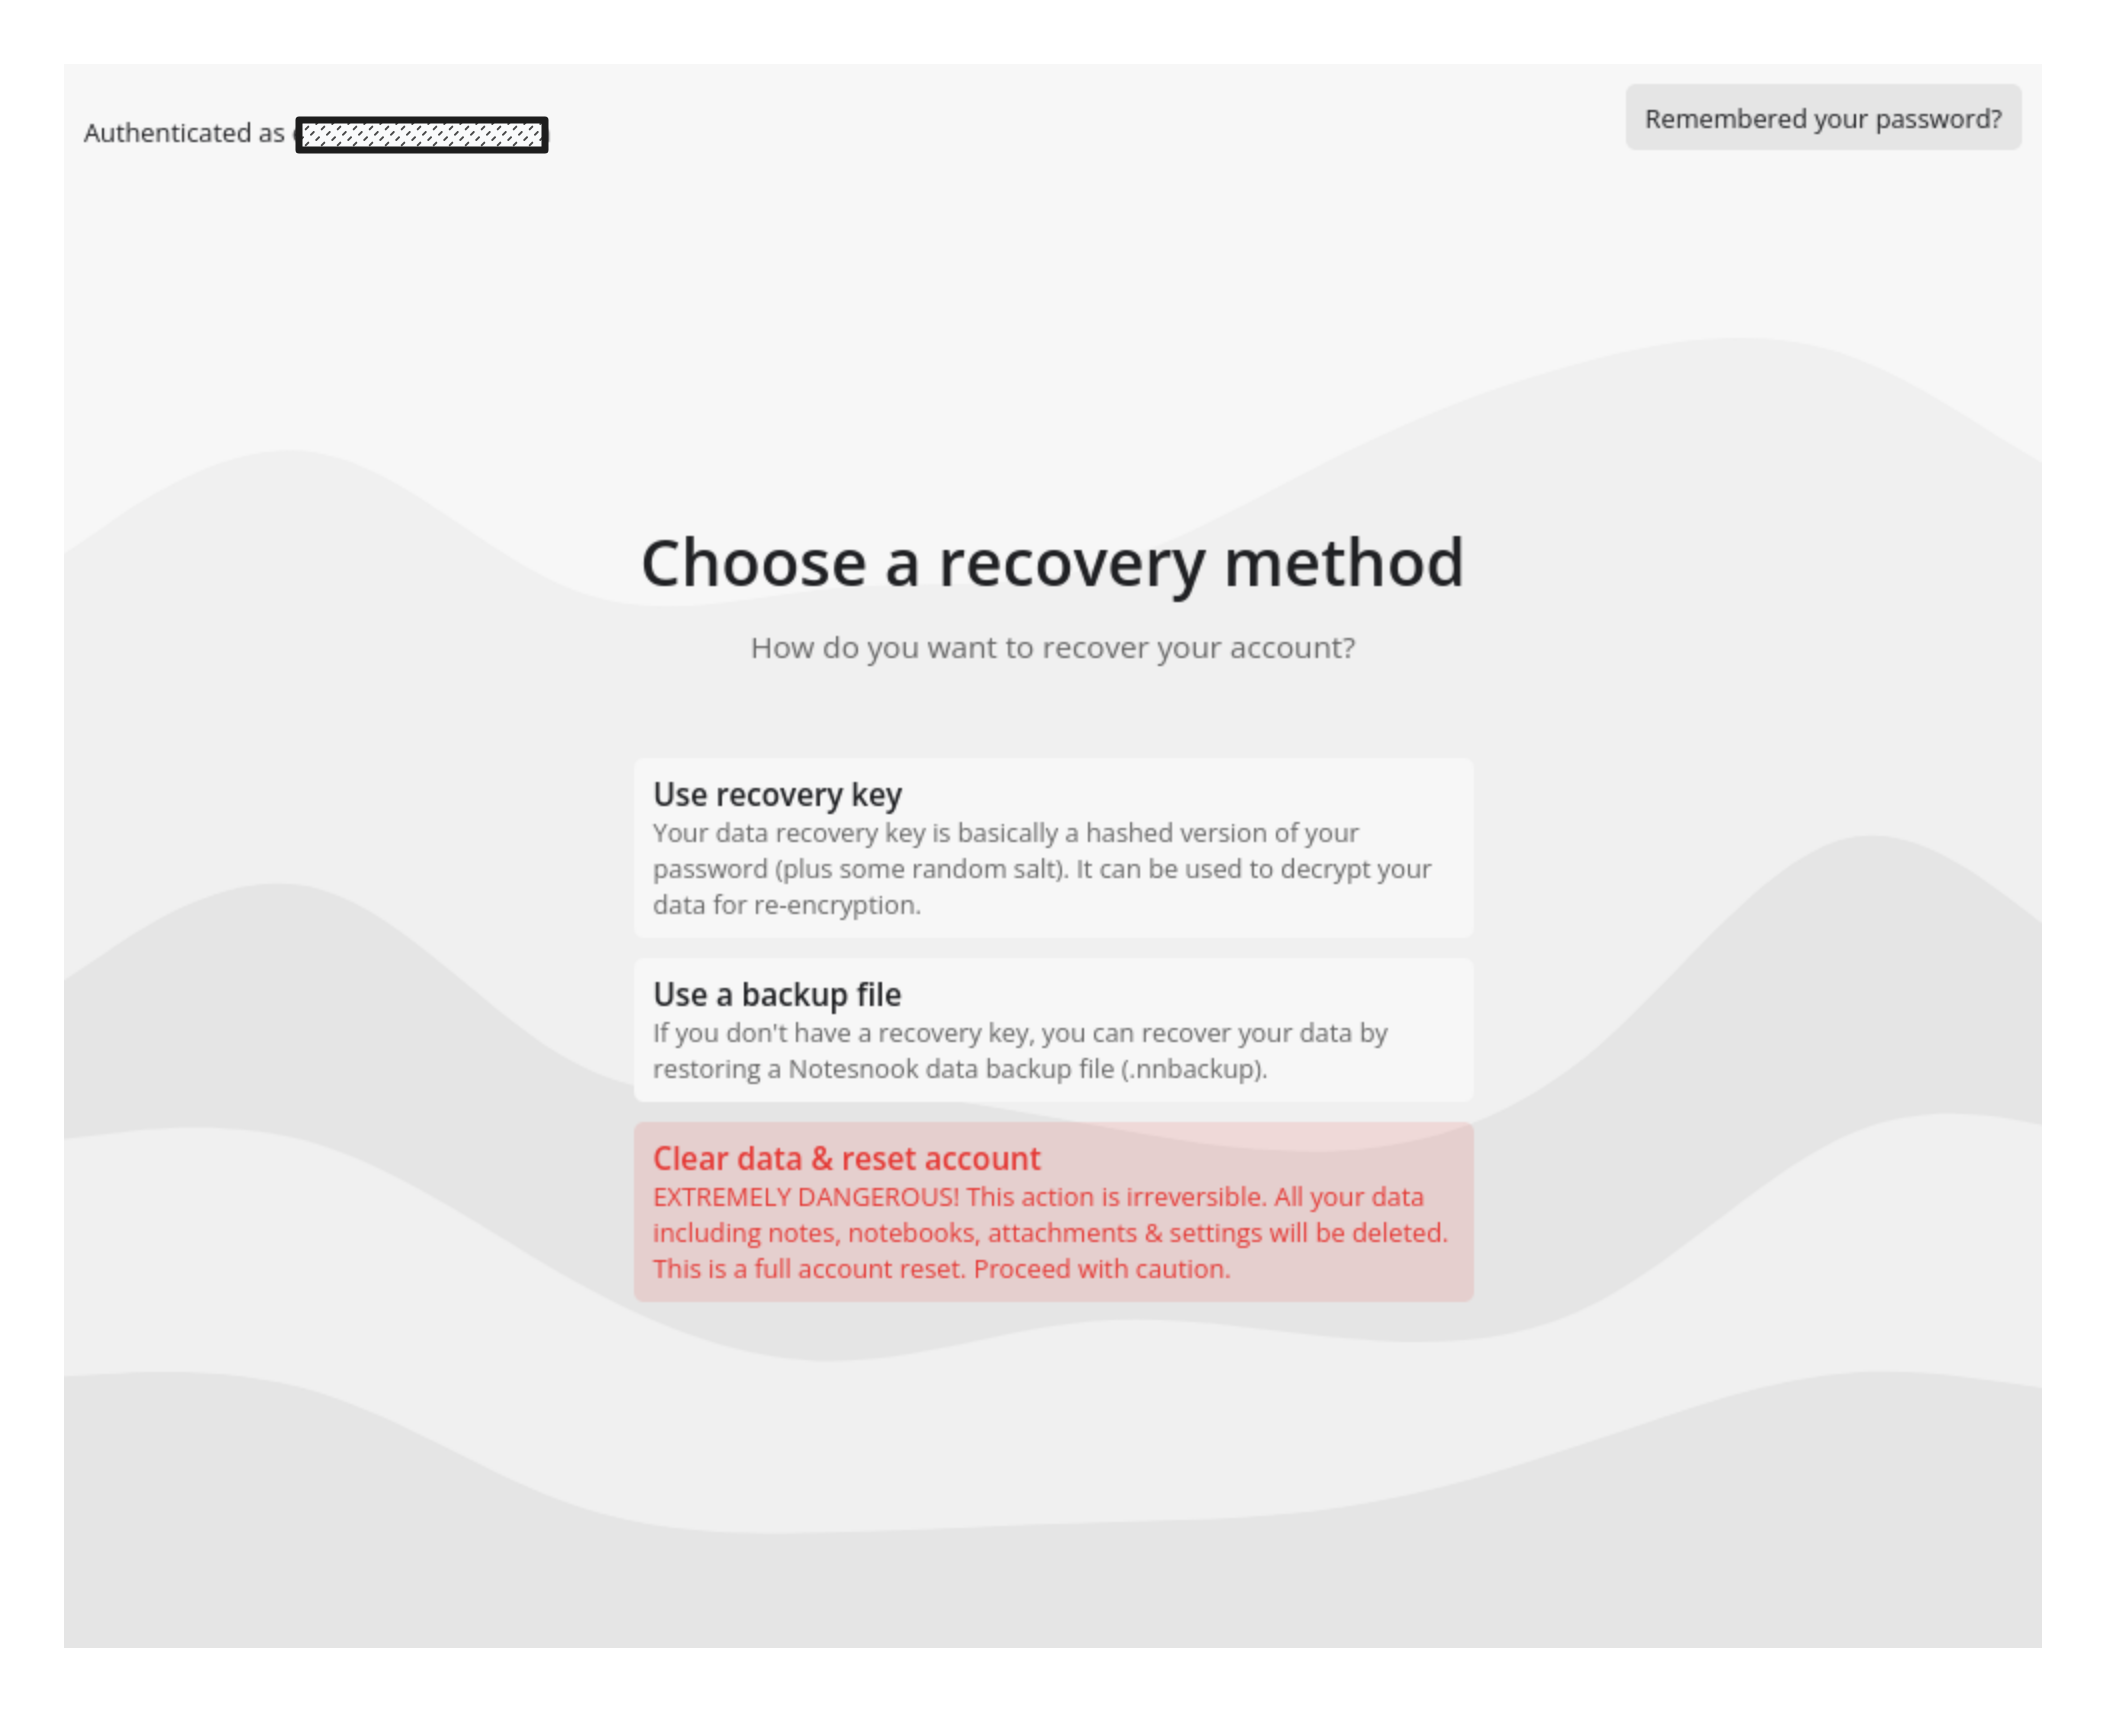 Authenticated as
Remembered your password?
Choose a recovery method
How do you want to recover your account?
Use recovery key
Your data recovery key is basically a hashed version of your
password (plus some random salt). It can be used to decrypt your
data for re-encryption.
Use a backup file
If you don't have a recovery key, you can recover your data by
restoring a Notesnook data backup file (.nnbackup).
Clear data & reset account
EXTREMELY DANGEROUS! This action is irreversible. All your data
including notes, notebooks, attachments & settings will be deleted.
This is a full account reset. Proceed with caution.